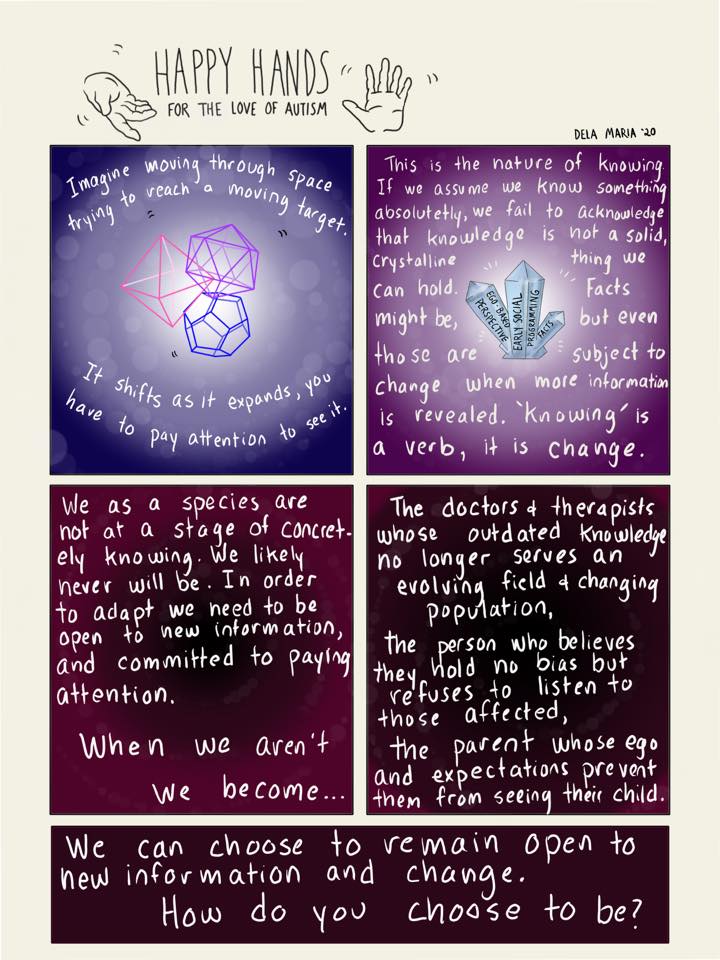 HAPPY HANDS
FOR THE LOVE OF AUTISM
DELA MARIA '20
Imagine moving through space
trying to reach a moving target.
It shifts as it expands, you
have to pay attention to see it.
This is the nature of knowing.
If we assume we know something
absolutetly, we fail to acknowledge
that knowledge is not a solid,
crystalline thing we
can hold. Facts
might be, but even
those are subject to
change when more information
is revealed. 'Knowing' is
a verb, it is change.
EGO-BASED
PERSPECTIVE
EARLY SOCIAL
PROGRAMMING
FACTS
We as a species are
not at a stage of concret-
ely knowing. We likely
never will be. In order
to adapt we need to be
open to new information,
and committed to paying
attention.
When we aren't
we become...
The doctors & therapists
whose outdated knowledge
no longer serves an
evolving field & changing
population,
the person who believes
they hold no bias but
refuses to listen to
those affected,
the parent whose ego
and expectations prevent
them from seeing their child.
We can choose to remain open to
new information and change.
How do you choose to be?